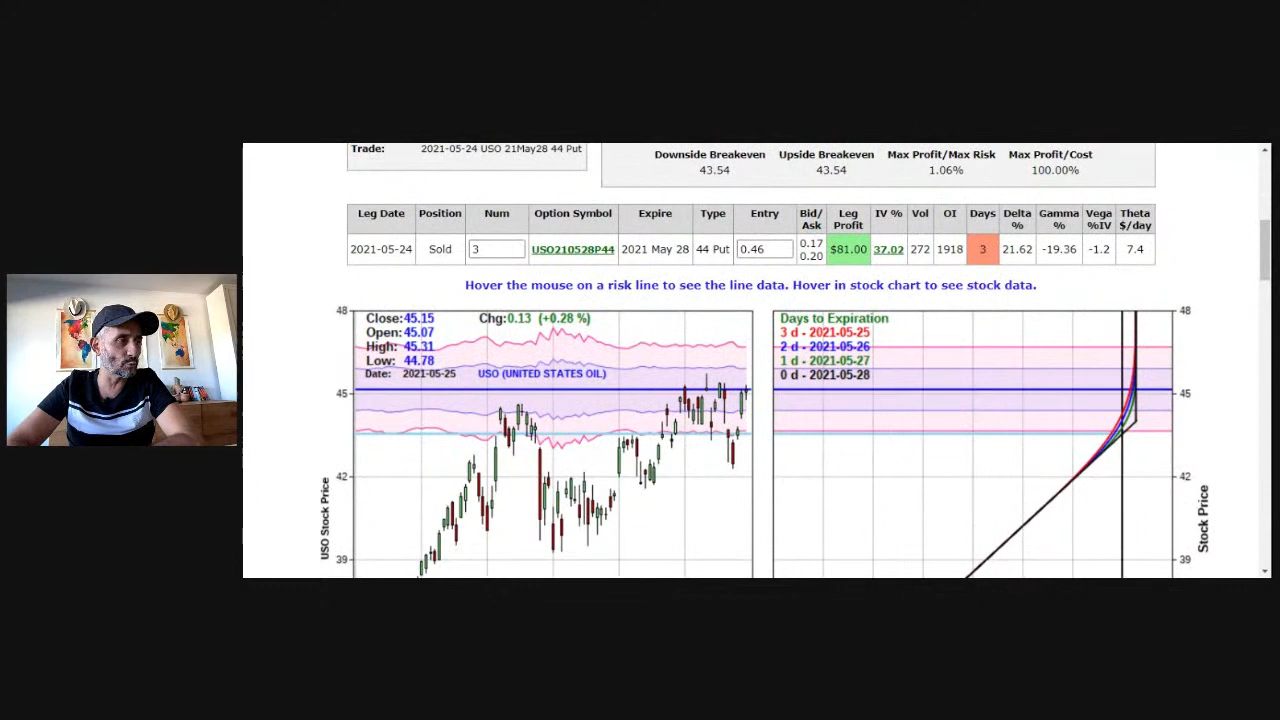 Trade: 2021-05-24 USO 21May28 44 Put
Downside Breakeven Upside Breakeven Max Profit/Max Risk Max Profit/Cost
43.54 43.54 1.06% 100.00%
Leg Date Position Num Option Symbol Expire Type Entry Bid/ Ask Leg Profit IV % Vol OI Days Delta % Gamma % Vega %IV Theta $/day
2021-05-24 Sold 3 USO210528P44 2021 May 28 44 Put 0.46 0.17 0.20 $81.00 37.02 272 1918 3 21.62 -19.36 -1.2 7.4
Hover the mouse on a risk line to see the line data. Hover in stock chart to see stock data.
48
Close: 45.15 Chg: 0.13 (+0.28 %)
Open: 45.07
High: 45.31
Low: 44.78
Date: 2021-05-25 USO (UNITED STATES OIL)
45
42
39
USO Stock Price
Days to Expiration
3 d - 2021-05-25
2 d - 2021-05-26
1 d - 2021-05-27
0 d - 2021-05-28
48
45
42
39
Stock Price